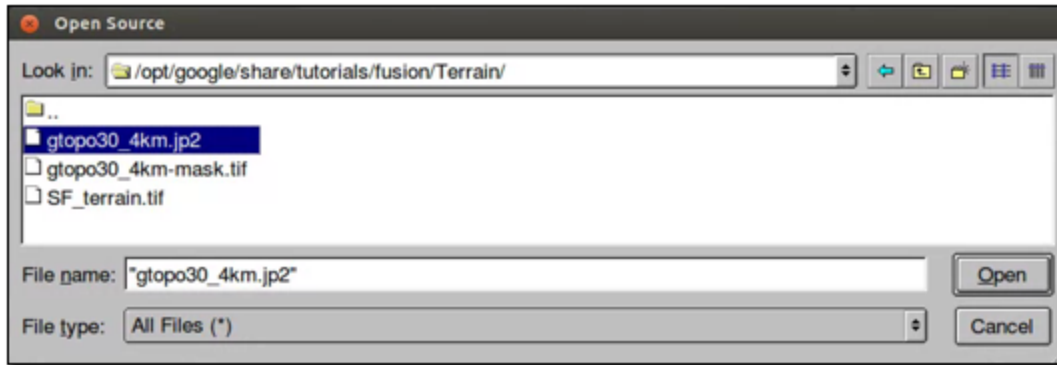 Open Source
Look in: /opt/google/share/tutorials/fusion/Terrain/
..
gtopo30_4km.jp2
gtopo30_4km-mask.tif
SF_terrain.tif
File name: "gtopo30_4km.jp2" Open
File type: All Files (*) Cancel